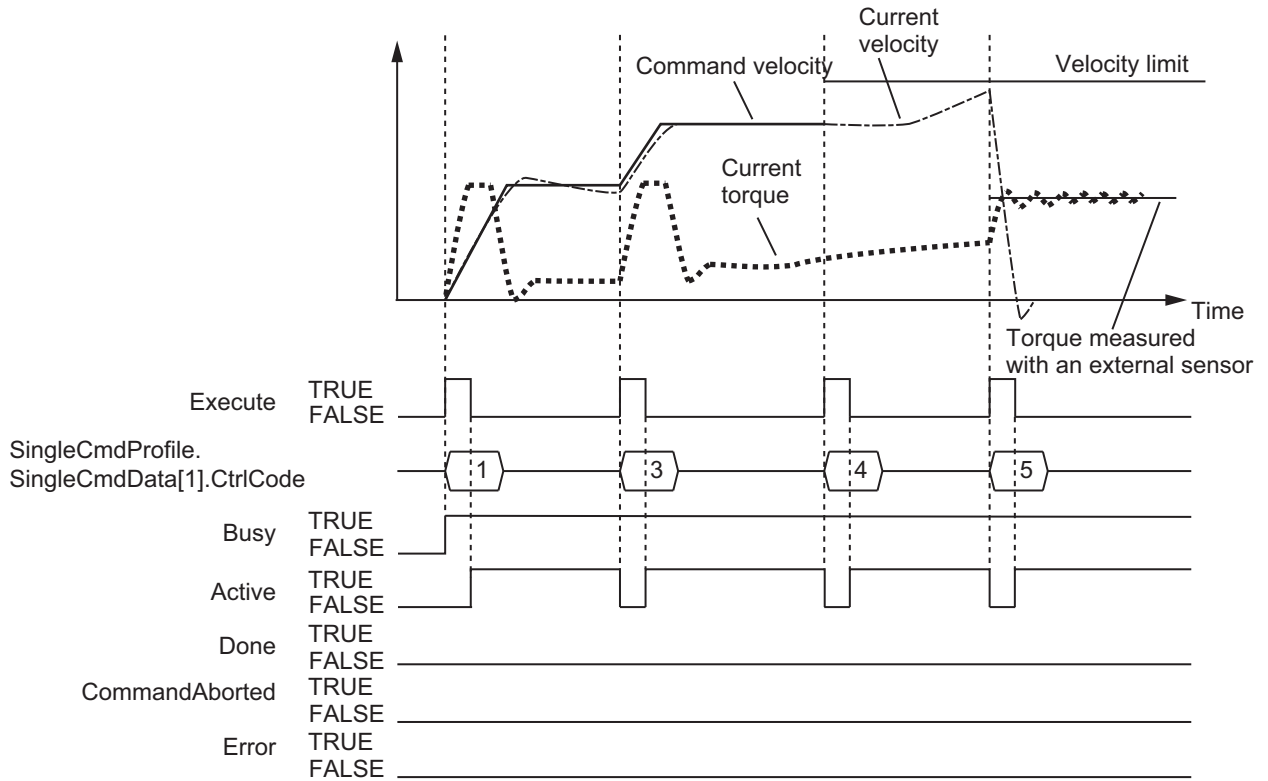 Current
velocity
Command velocity
Velocity limit
Current
torque
Time
Torque measured
with an external sensor
Execute
TRUE
FALSE
SingleCmdProfile.
SingleCmdData[1].CtrlCode
1
3
4
5
Busy
TRUE
FALSE
Active
TRUE
FALSE
Done
TRUE
FALSE
CommandAborted
TRUE
FALSE
Error
TRUE
FALSE